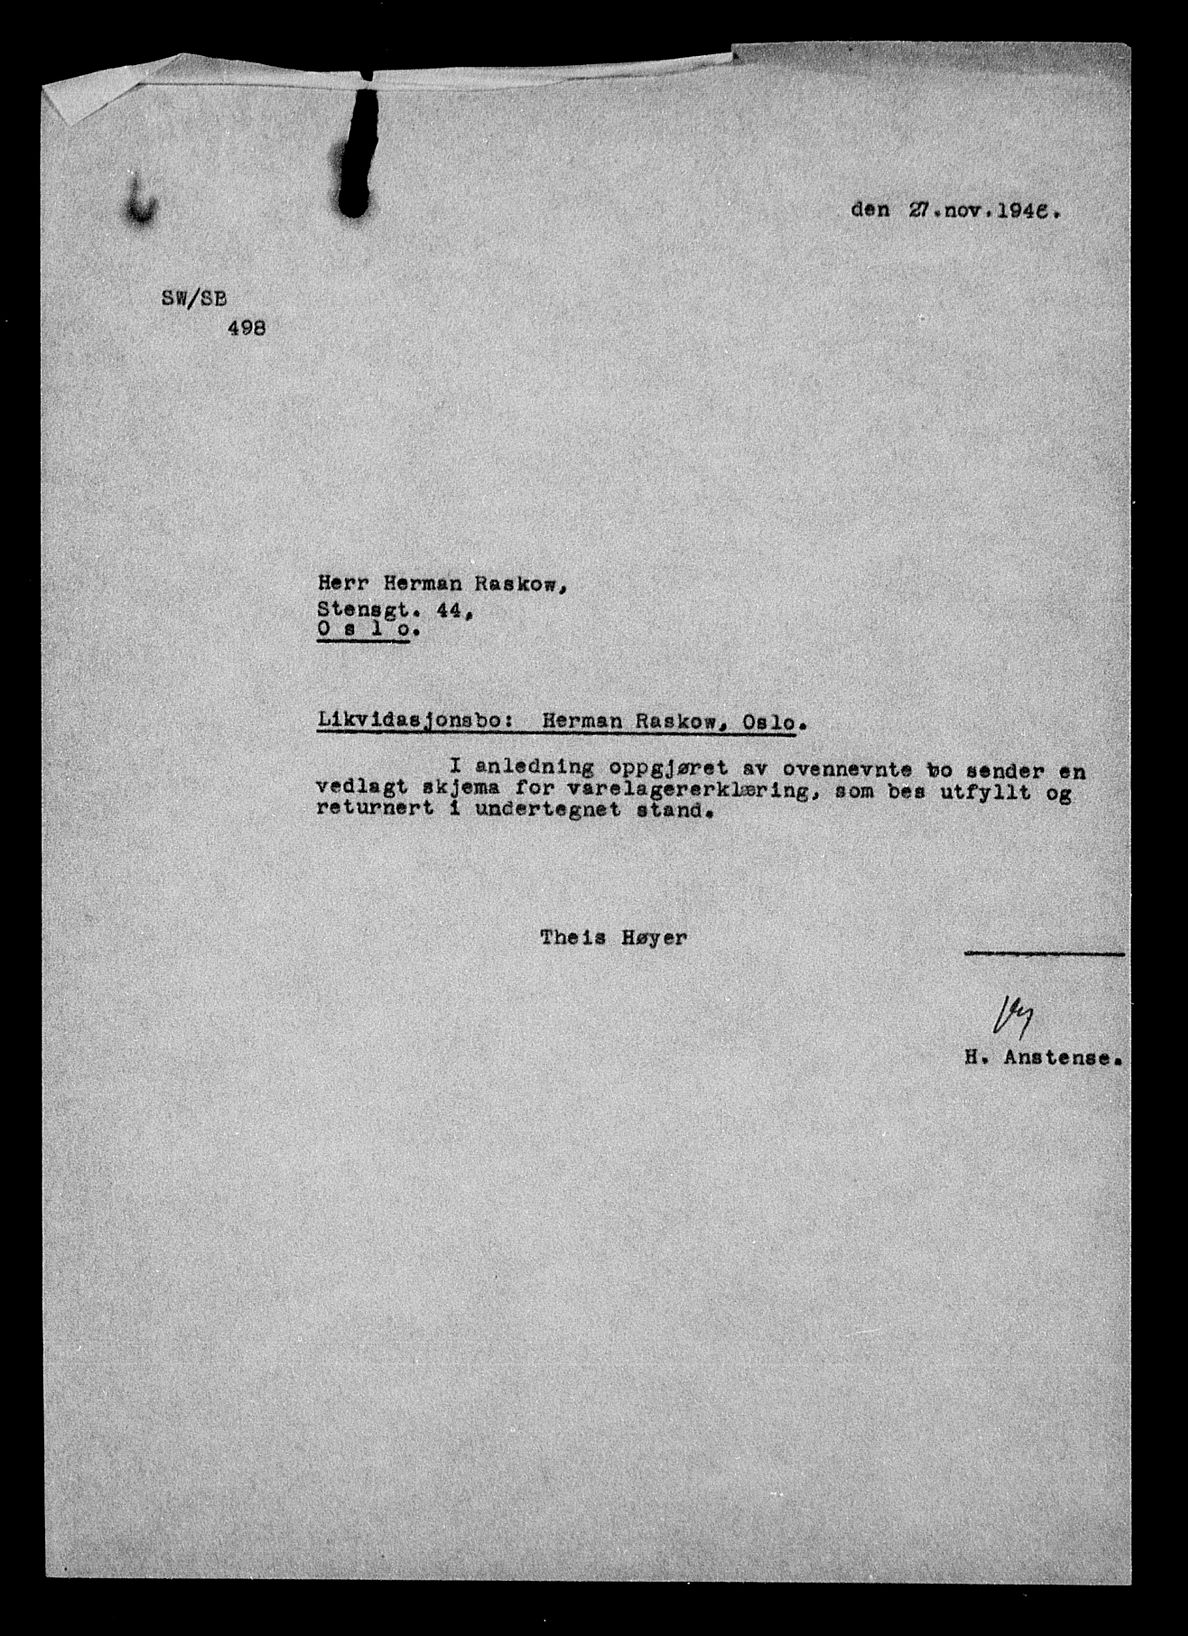 den 27.nov.1946.
SW/SB
498
Herr Herman Raskow,
Stensgt. 44,
O s l o.
Likvidasjonsbo: Herman Raskow, Oslo.
I anledning oppgjøret av ovennevnte bo sender en
vedlagt skjema for varelagererklæring, som bes utfyllt og
returnert i undertegnet stand.
Theis Høyer
H. Anstense.